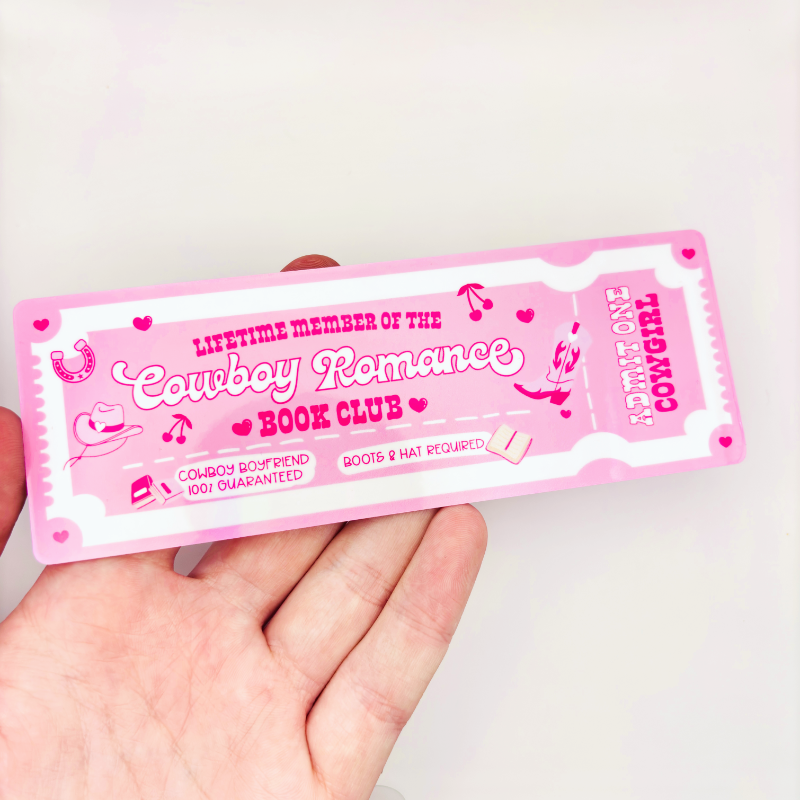 LIFETIME MEMBER OF THE
Cowboy Romance
BOOK CLUB
COWBOY BOYFRIEND
100% GUARANTEED
BOOTS & HAT REQUIRED
ADMIT ONE
COWGIRL